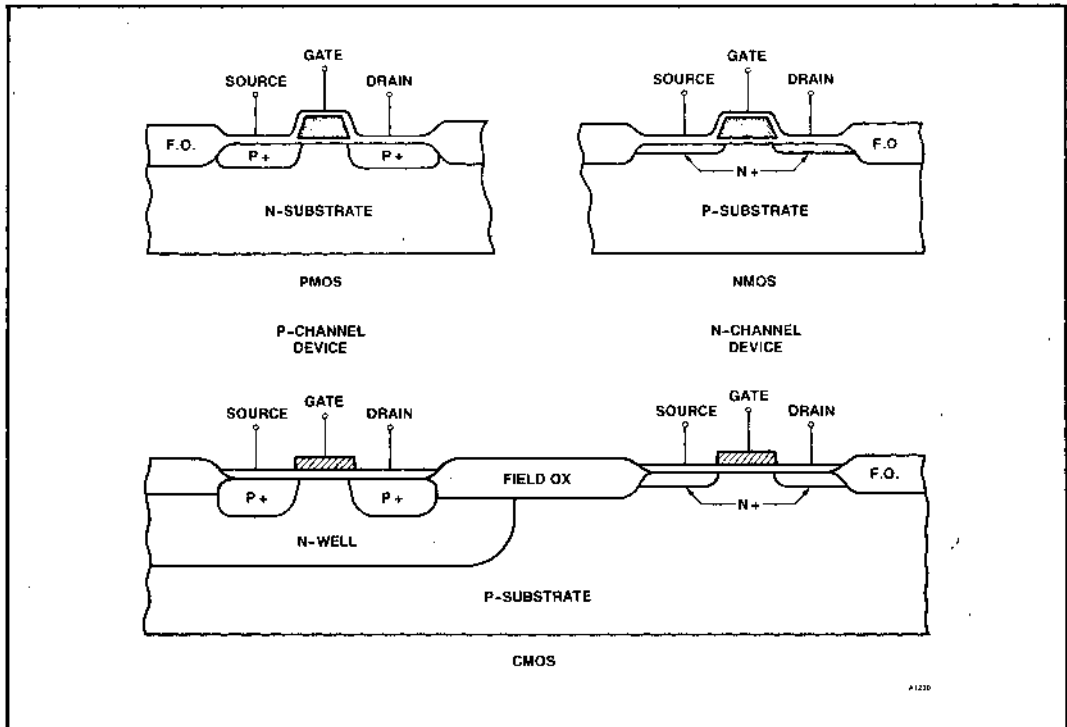 GATE
SOURCE DRAIN
F.O.
P+ P+
N-SUBSTRATE
PMOS
GATE
SOURCE DRAIN
F.O
N+
P-SUBSTRATE
NMOS
P-CHANNEL
DEVICE
N-CHANNEL
DEVICE
SOURCE GATE DRAIN
SOURCE GATE DRAIN
P+ P+
FIELD OX
N+
F.O.
N-WELL
P-SUBSTRATE
CMOS